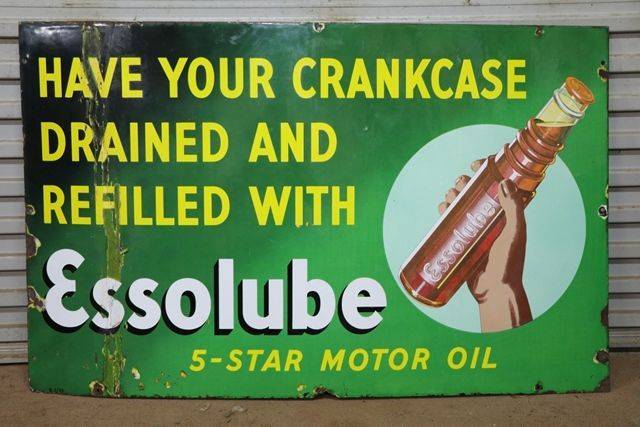 HAVE YOUR CRANKCASE
DRAINED AND
REFILLED WITH
Essolube
Essolube
5-STAR MOTOR OIL